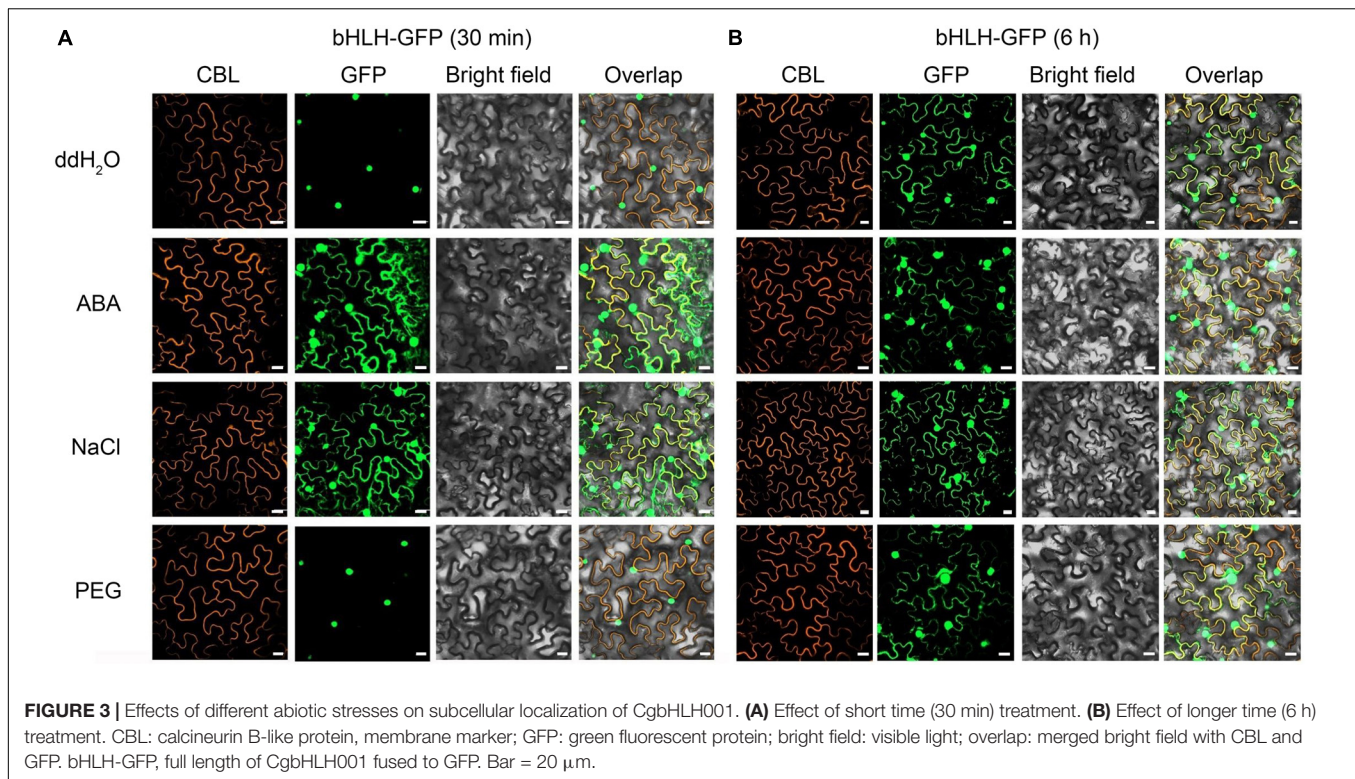 A
bHLH-GFP (30 min)
B
bHLH-GFP (6 h)
CBL
GFP
Bright field
Overlap
CBL
GFP
Bright field
Overlap
ddH₂O
ABA
NaCl
PEG
FIGURE 3 | Effects of different abiotic stresses on subcellular localization of CgbHLH001. (A) Effect of short time (30 min) treatment. (B) Effect of longer time (6 h)
treatment. CBL: calcineurin B-like protein, membrane marker; GFP: green fluorescent protein; bright field: visible light; overlap: merged bright field with CBL and
GFP. bHLH-GFP, full length of CgbHLH001 fused to GFP. Bar = 20 μm.